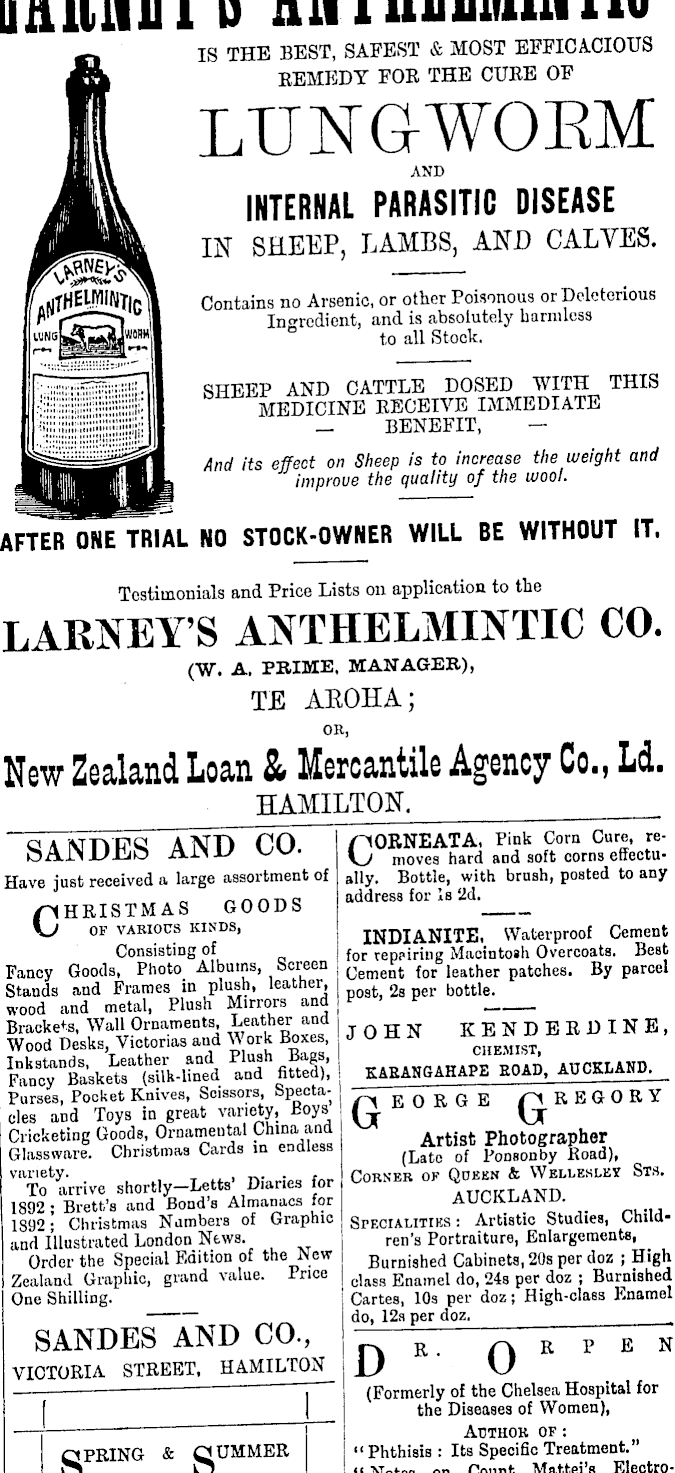 LARNEY'S ANTHELMINTIC
IS THE BEST, SAFEST & MOST EFFICACIOUS
REMEDY FOR THE CURE OF
LUNGWORM
AND
INTERNAL PARASITIC DISEASE
IN SHEEP, LAMBS, AND CALVES.
LARNEY'S
ANTHELMINTIC
LUNG WORM
Contains no Arsenic, or other Poisonous or Deleterious
Ingredient, and is absolutely harmless
to all Stock.
SHEEP AND CATTLE DOSED WITH THIS
MEDICINE RECEIVE IMMEDIATE
— BENEFIT, —
And its effect on Sheep is to increase the weight and
improve the quality of the wool.
AFTER ONE TRIAL NO STOCK-OWNER WILL BE WITHOUT IT.
Testimonials and Price Lists on application to the
LARNEY'S ANTHELMINTIC CO.
(W. A. PRIME, MANAGER),
TE AROHA;
OR,
New Zealand Loan & Mercantile Agency Co., Ld.
HAMILTON.
SANDES AND CO.
Have just received a large assortment of
CHRISTMAS GOODS
OF VARIOUS KINDS,
Consisting of
Fancy Goods, Photo Albums, Screen
Stands and Frames in plush, leather,
wood and metal, Plush Mirrors and
Brackets, Wall Ornaments, Leather and
Wood Desks, Victorias and Work Boxes,
Inkstands, Leather and Plush Bags,
Fancy Baskets (silk-lined and fitted),
Purses, Pocket Knives, Scissors, Specta-
cles and Toys in great variety, Boys'
Cricketing Goods, Ornamental China and
Glassware. Christmas Cards in endless
variety.
To arrive shortly—Letts' Diaries for
1892; Brett's and Bond's Almanacs for
1892; Christmas Numbers of Graphic
and Illustrated London News.
Order the Special Edition of the New
Zealand Graphic, grand value. Price
One Shilling.
SANDES AND CO.,
VICTORIA STREET, HAMILTON
SPRING & SUMMER
CORNEATA, Pink Corn Cure, re-
moves hard and soft corns effectu-
ally. Bottle, with brush, posted to any
address for 1s 2d.
INDIANITE, Waterproof Cement
for repairing Macintosh Overcoats. Best
Cement for leather patches. By parcel
post, 2s per bottle.
JOHN KENDERDINE,
CHEMIST,
KARANGAHAPE ROAD, AUCKLAND.
GEORGE GREGORY
Artist Photographer
(Late of Ponsonby Road),
CORNER OF QUEEN & WELLESLEY STS.
AUCKLAND.
SPECIALITIES: Artistic Studies, Child-
ren's Portraiture, Enlargements,
Burnished Cabinets, 20s per doz; High
class Enamel do, 24s per doz; Burnished
Cartes, 10s per doz; High-class Enamel
do, 12s per doz.
DR. ORPEN
(Formerly of the Chelsea Hospital for
the Diseases of Women),
AUTHOR OF:
"Phthisis: Its Specific Treatment."
"Notes on Count Mattei's Electro-